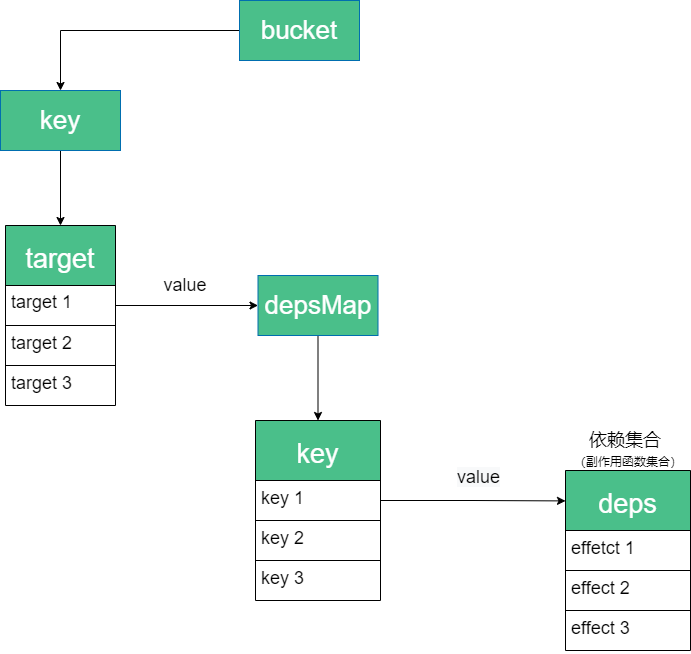 bucket
key
target
target 1
target 2
target 3
value
depsMap
key
key 1
key 2
key 3
value
依赖集合
（副作用函数集合）
deps
effetct 1
effect 2
effect 3